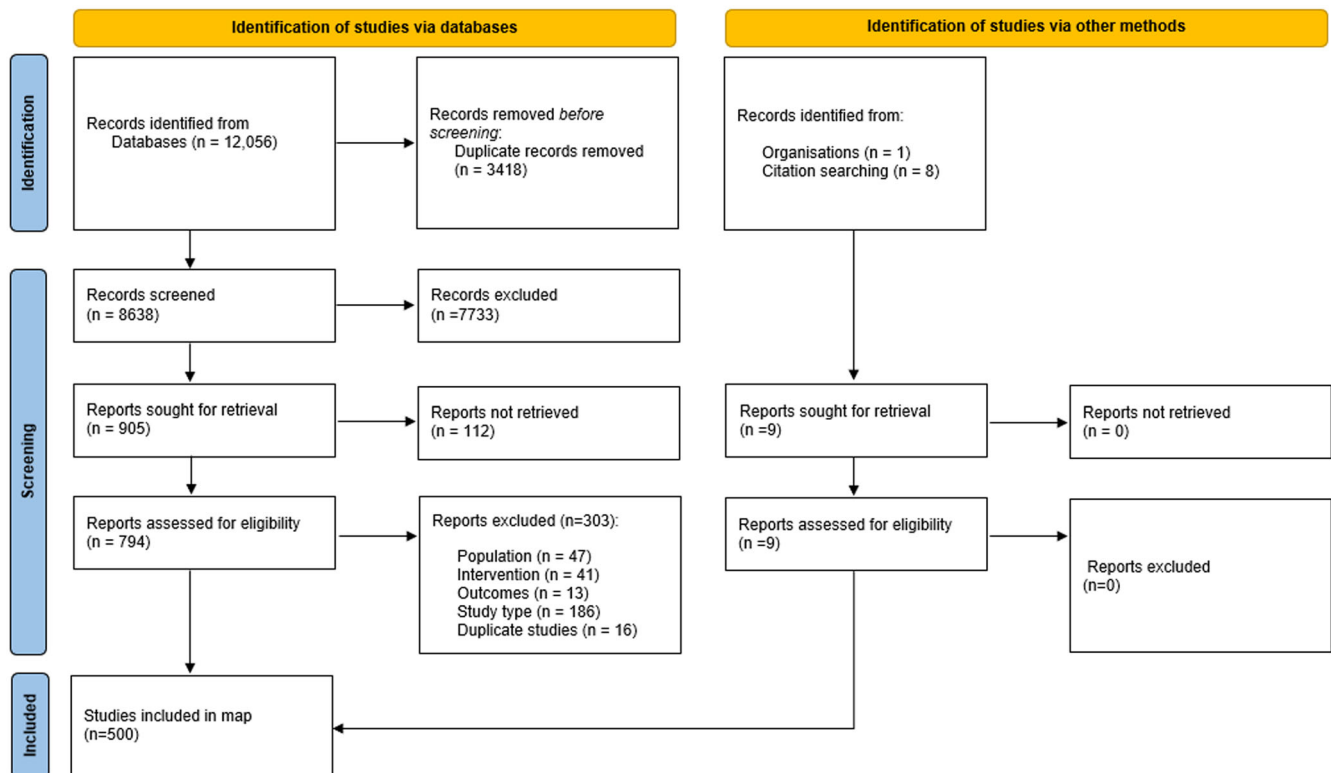 Identification of studies via databases
Identification of studies via other methods
Identification
Records identified from
Databases (n = 12,056)
Records removed before
screening:
Duplicate records removed
(n = 3418)
Records identified from:
Organisations (n = 1)
Citation searching (n = 8)
Screening
Records screened
(n = 8638)
Records excluded
(n =7733)
Reports sought for retrieval
(n = 905)
Reports not retrieved
(n = 112)
Reports sought for retrieval
(n =9)
Reports not retrieved
(n = 0)
Reports assessed for eligibility
(n = 794)
Reports excluded (n=303):
Population (n = 47)
Intervention (n = 41)
Outcomes (n = 13)
Study type (n = 186)
Duplicate studies (n = 16)
Reports assessed for eligibility
(n =9)
Reports excluded
(n=0)
Included
Studies included in map
(n=500)